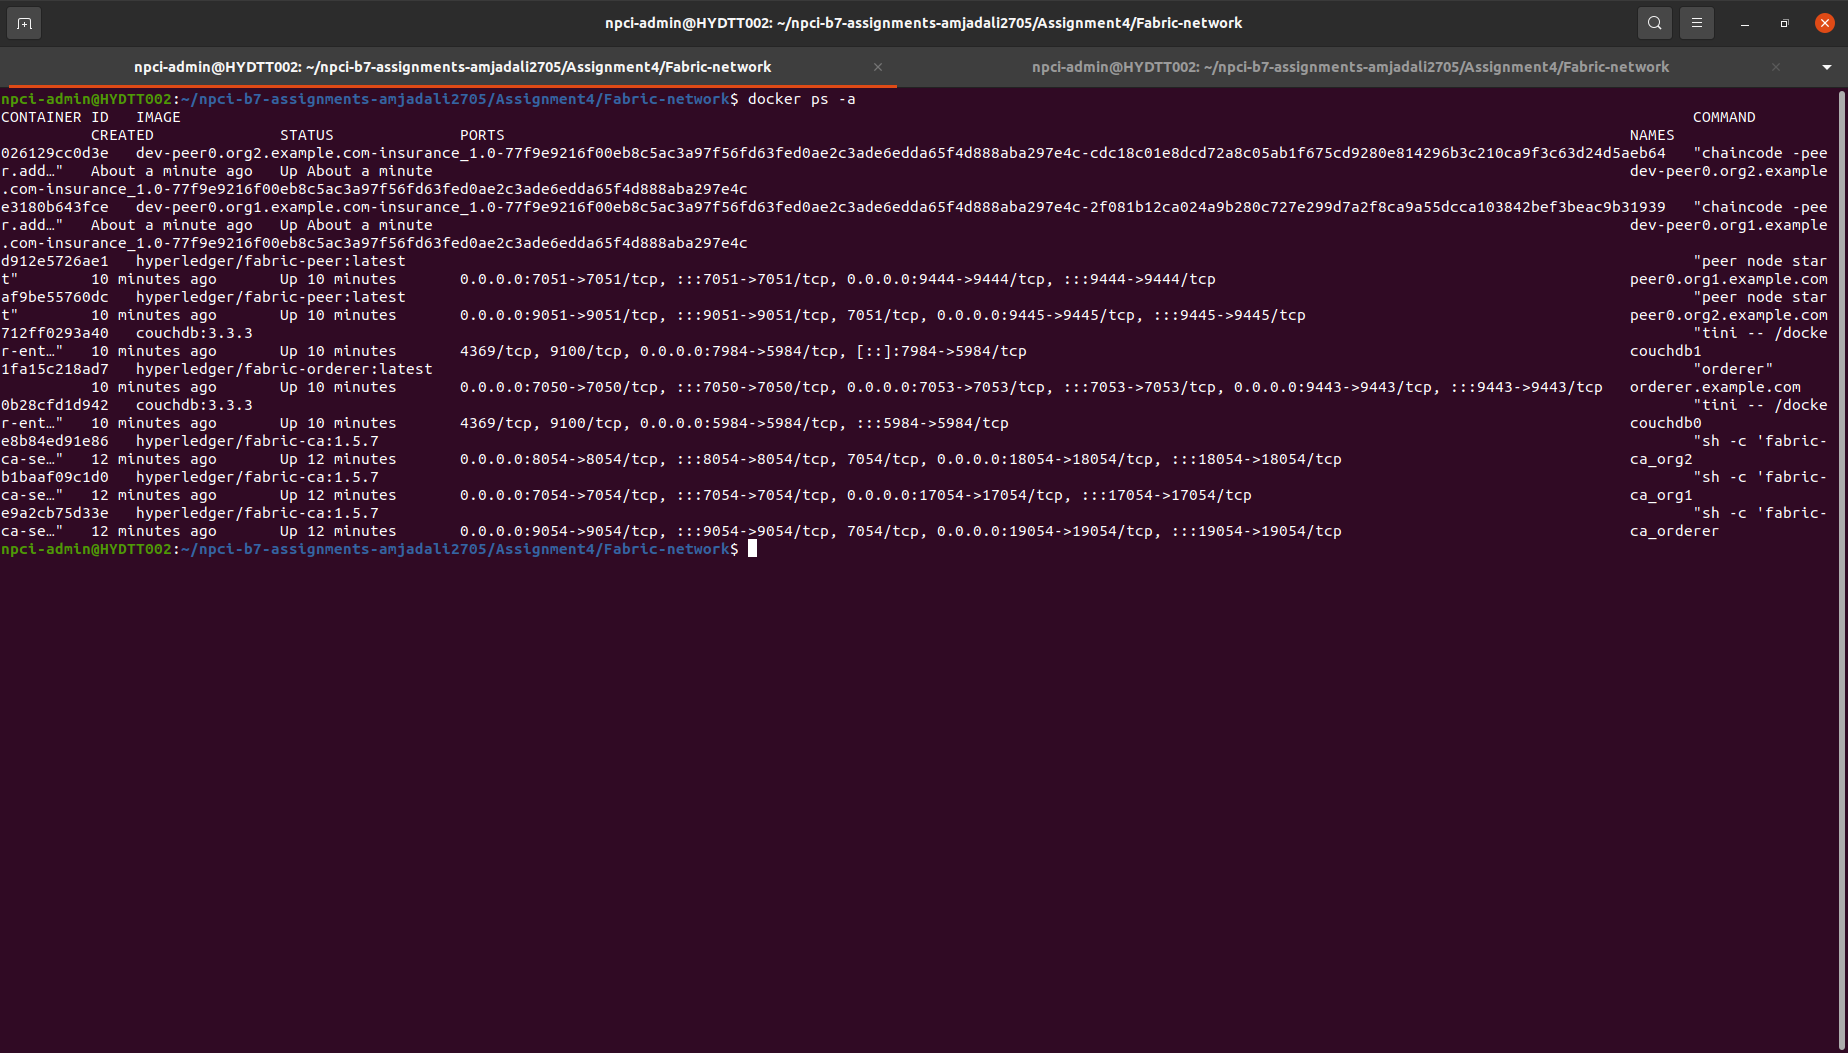 npci-admin@HYDTT002: ~/npci-b7-assignments-amjadali2705/Assignment4/Fabric-network
npci-admin@HYDTT002: ~/npci-b7-assignments-amjadali2705/Assignment4/Fabric-network npci-admin@HYDTT002: ~/npci-b7-assignments-amjadali2705/Assignment4/Fabric-network
npci-admin@HYDTT002:~/npci-b7-assignments-amjadali2705/Assignment4/Fabric-network$ docker ps -a
CONTAINER ID   IMAGE   COMMAND
CREATED   STATUS   PORTS   NAMES
026129cc0d3e   dev-peer0.org2.example.com-insurance_1.0-77f9e9216f00eb8c5ac3a97f56fd63fed0ae2c3ade6edda65f4d888aba297e4c-cdc18c01e8dcd72a8c05ab1f675cd9280e814296b3c210ca9f3c63d24d5aeb64   "chaincode -pee
r.add…"   About a minute ago   Up About a minute   dev-peer0.org2.example
.com-insurance_1.0-77f9e9216f00eb8c5ac3a97f56fd63fed0ae2c3ade6edda65f4d888aba297e4c
e3180b643fce   dev-peer0.org1.example.com-insurance_1.0-77f9e9216f00eb8c5ac3a97f56fd63fed0ae2c3ade6edda65f4d888aba297e4c-2f081b12ca024a9b280c727e299d7a2f8ca9a55dcca103842bef3beac9b31939   "chaincode -pee
r.add…"   About a minute ago   Up About a minute   dev-peer0.org1.example
.com-insurance_1.0-77f9e9216f00eb8c5ac3a97f56fd63fed0ae2c3ade6edda65f4d888aba297e4c
d912e5726ae1   hyperledger/fabric-peer:latest   "peer node star
t"   10 minutes ago   Up 10 minutes   0.0.0.0:7051->7051/tcp, :::7051->7051/tcp, 0.0.0.0:9444->9444/tcp, :::9444->9444/tcp   peer0.org1.example.com
af9be55760dc   hyperledger/fabric-peer:latest   "peer node star
t"   10 minutes ago   Up 10 minutes   0.0.0.0:9051->9051/tcp, :::9051->9051/tcp, 7051/tcp, 0.0.0.0:9445->9445/tcp, :::9445->9445/tcp   peer0.org2.example.com
712ff0293a40   couchdb:3.3.3   "tini -- /docke
r-ent…"   10 minutes ago   Up 10 minutes   4369/tcp, 9100/tcp, 0.0.0.0:7984->5984/tcp, [::]:7984->5984/tcp   couchdb1
1fa15c218ad7   hyperledger/fabric-orderer:latest   "orderer"
10 minutes ago   Up 10 minutes   0.0.0.0:7050->7050/tcp, :::7050->7050/tcp, 0.0.0.0:7053->7053/tcp, :::7053->7053/tcp, 0.0.0.0:9443->9443/tcp, :::9443->9443/tcp   orderer.example.com
0b28cfd1d942   couchdb:3.3.3   "tini -- /docke
r-ent…"   10 minutes ago   Up 10 minutes   4369/tcp, 9100/tcp, 0.0.0.0:5984->5984/tcp, :::5984->5984/tcp   couchdb0
e8b84ed91e86   hyperledger/fabric-ca:1.5.7   "sh -c 'fabric-
ca-se…"   12 minutes ago   Up 12 minutes   0.0.0.0:8054->8054/tcp, :::8054->8054/tcp, 7054/tcp, 0.0.0.0:18054->18054/tcp, :::18054->18054/tcp   ca_org2
b1baaf09c1d0   hyperledger/fabric-ca:1.5.7   "sh -c 'fabric-
ca-se…"   12 minutes ago   Up 12 minutes   0.0.0.0:7054->7054/tcp, :::7054->7054/tcp, 0.0.0.0:17054->17054/tcp, :::17054->17054/tcp   ca_org1
e9a2cb75d33e   hyperledger/fabric-ca:1.5.7   "sh -c 'fabric-
ca-se…"   12 minutes ago   Up 12 minutes   0.0.0.0:9054->9054/tcp, :::9054->9054/tcp, 7054/tcp, 0.0.0.0:19054->19054/tcp, :::19054->19054/tcp   ca_orderer
npci-admin@HYDTT002:~/npci-b7-assignments-amjadali2705/Assignment4/Fabric-network$